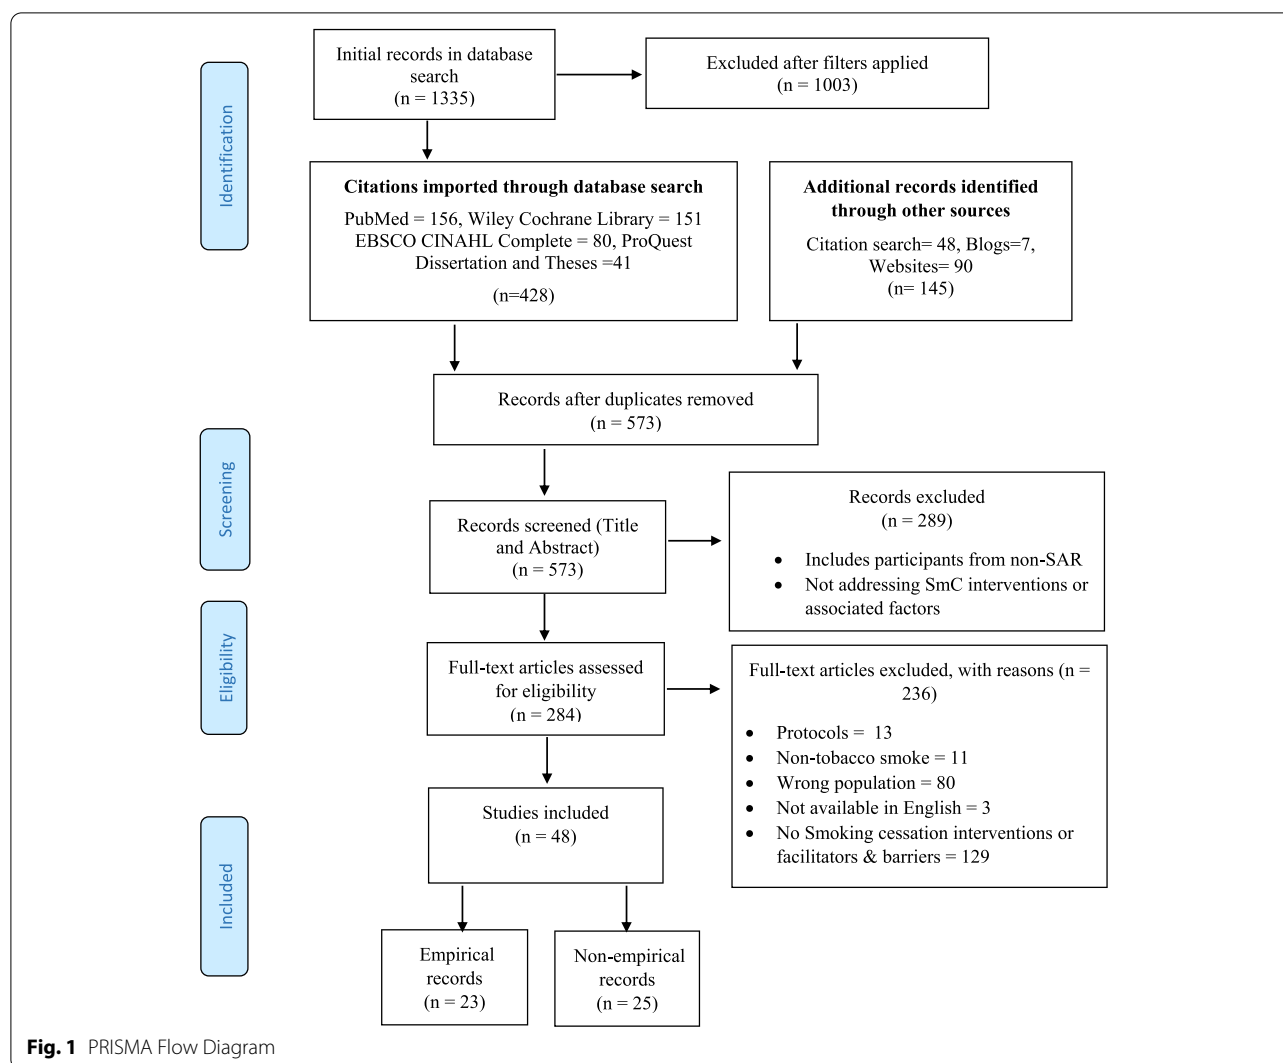 Identification
Initial records in database
search
(n = 1335)
Excluded after filters applied
(n = 1003)
Citations imported through database search
PubMed = 156, Wiley Cochrane Library = 151
EBSCO CINAHL Complete = 80, ProQuest
Dissertation and Theses =41
(n=428)
Additional records identified
through other sources
Citation search= 48, Blogs=7,
Websites= 90
(n= 145)
Records after duplicates removed
(n = 573)
Screening
Records screened (Title
and Abstract)
(n = 573)
Records excluded
(n = 289)
• Includes participants from non-SAR
• Not addressing SmC interventions or
associated factors
Eligibility
Full-text articles assessed
for eligibility
(n = 284)
Full-text articles excluded, with reasons (n =
236)
• Protocols = 13
• Non-tobacco smoke = 11
• Wrong population = 80
• Not available in English = 3
• No Smoking cessation interventions or
facilitators & barriers = 129
Included
Studies included
(n = 48)
Empirical
records
(n = 23)
Non-empirical
records
(n = 25)
Fig. 1 PRISMA Flow Diagram